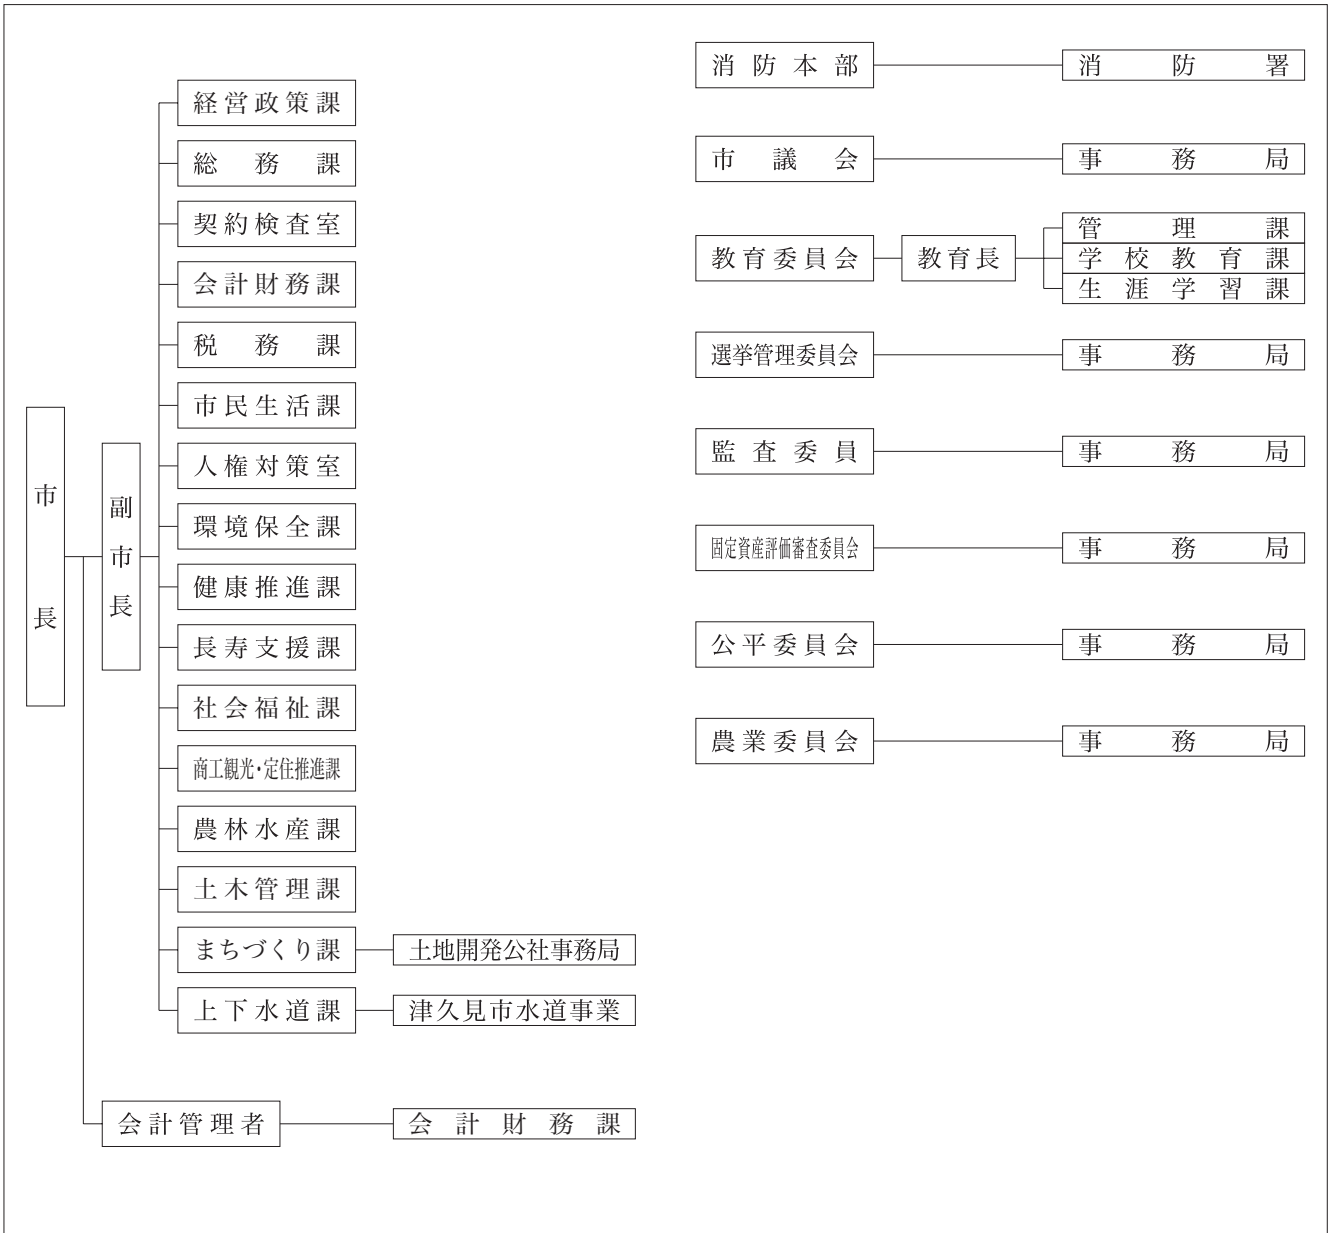 市長
副市長
経営政策課
総務課
契約検査室
会計財務課
税務課
市民生活課
人権対策室
環境保全課
健康推進課
長寿支援課
社会福祉課
商工観光・定住推進課
農林水産課
土木管理課
まちづくり課
土地開発公社事務局
上下水道課
津久見市水道事業
会計管理者
会計財務課
消防本部
消防署
市議会
事務局
教育委員会
教育長
管理課
学校教育課
生涯学習課
選挙管理委員会
事務局
監査委員
事務局
固定資産評価審査委員会
事務局
公平委員会
事務局
農業委員会
事務局